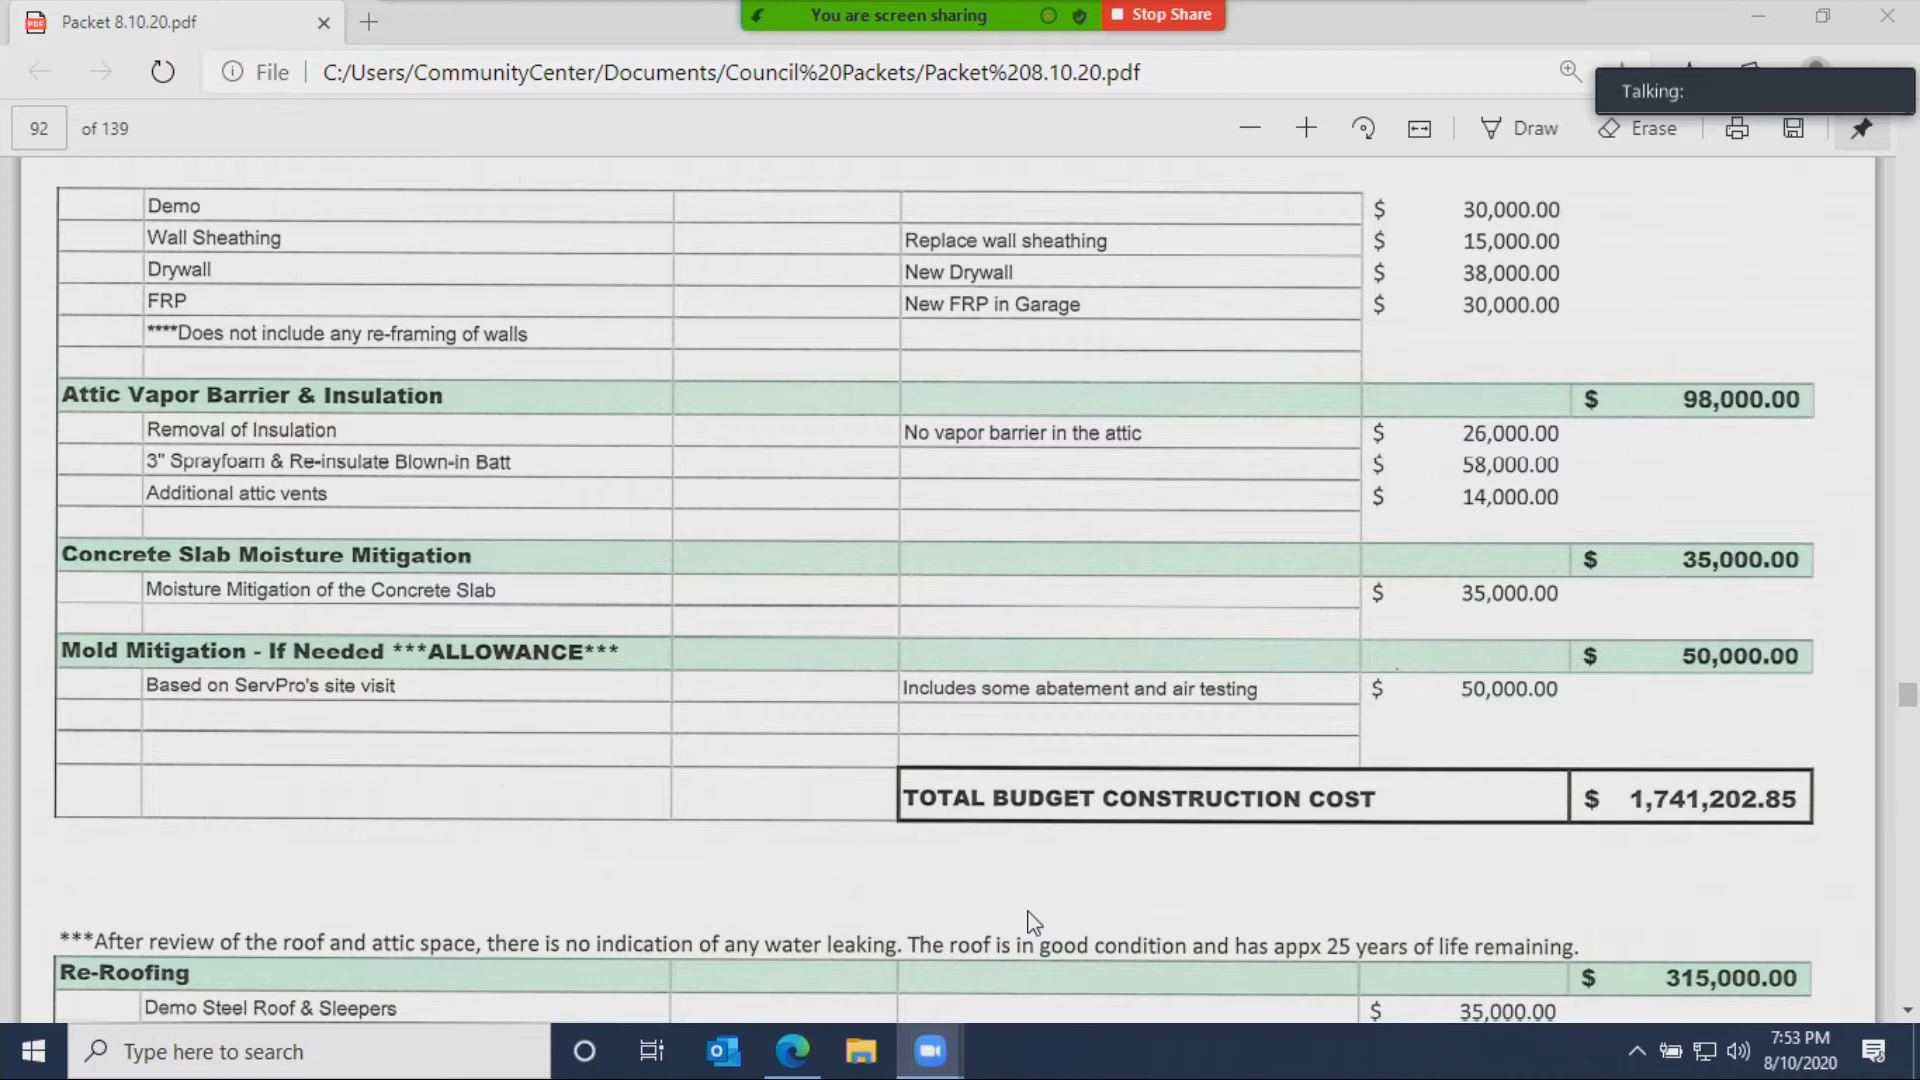 Packet 8.10.20.pdf
You are screen sharing
Stop Share
File
C:/Users/CommunityCenter/Documents/Council%20Packets/Packet%208.10.20.pdf
Talking:
92 of 139
Draw
Erase
Demo $ 30,000.00
Wall Sheathing Replace wall sheathing $ 15,000.00
Drywall New Drywall $ 38,000.00
FRP New FRP in Garage $ 30,000.00
****Does not include any re-framing of walls
Attic Vapor Barrier & Insulation $ 98,000.00
Removal of Insulation No vapor barrier in the attic $ 26,000.00
3" Sprayfoam & Re-insulate Blown-in Batt $ 58,000.00
Additional attic vents $ 14,000.00
Concrete Slab Moisture Mitigation $ 35,000.00
Moisture Mitigation of the Concrete Slab $ 35,000.00
Mold Mitigation - If Needed ***ALLOWANCE*** $ 50,000.00
Based on ServPro's site visit Includes some abatement and air testing $ 50,000.00
TOTAL BUDGET CONSTRUCTION COST $ 1,741,202.85
***After review of the roof and attic space, there is no indication of any water leaking. The roof is in good condition and has appx 25 years of life remaining.
Re-Roofing $ 315,000.00
Demo Steel Roof & Sleepers $ 35,000.00
Type here to search
7:53 PM
8/10/2020